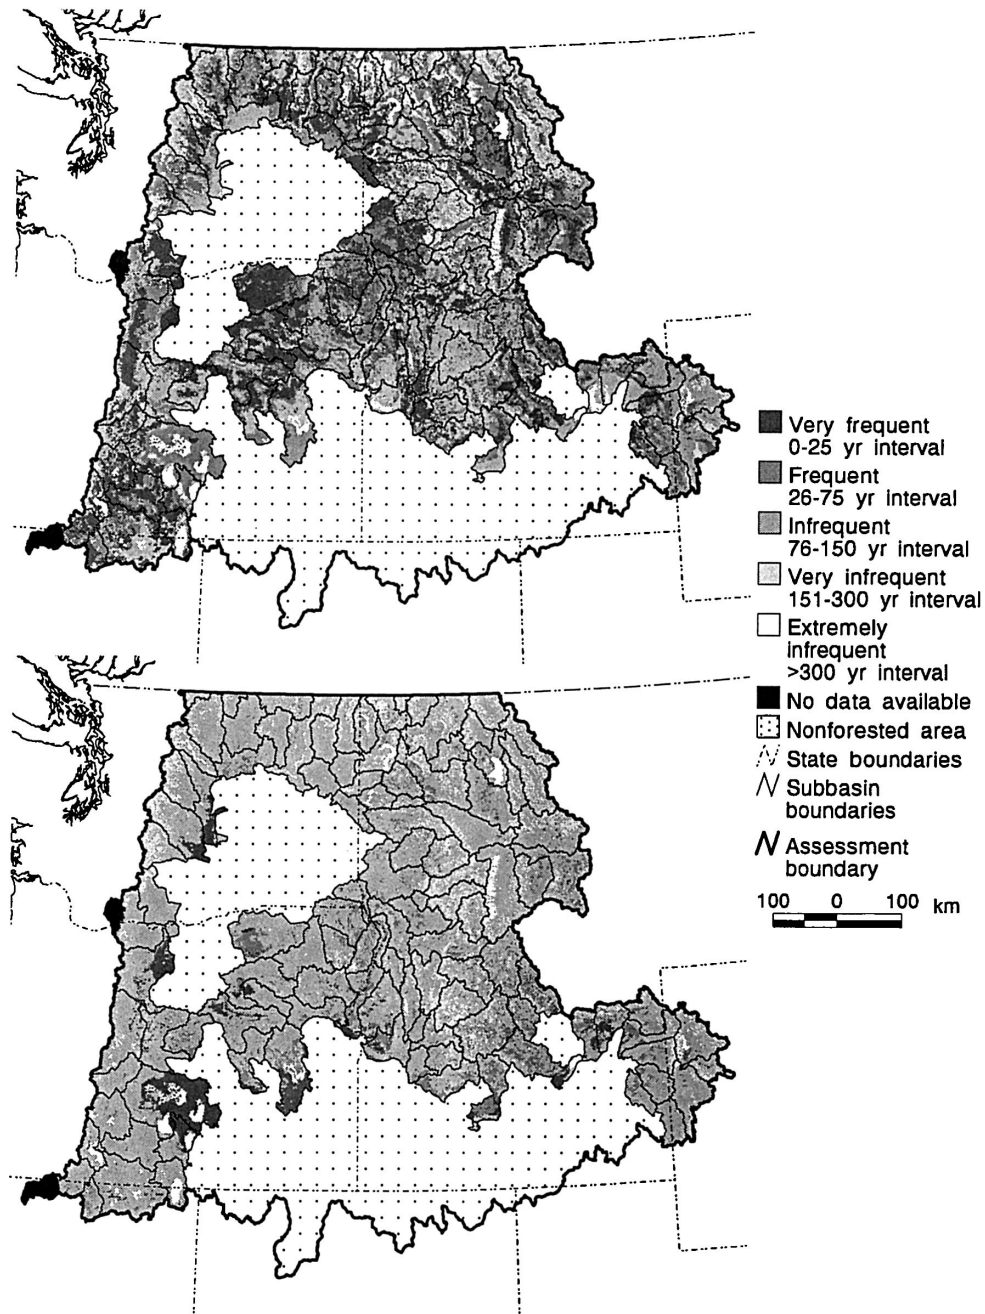 Very frequent
0-25 yr interval
Frequent
26-75 yr interval
Infrequent
76-150 yr interval
Very infrequent
151-300 yr interval
Extremely
infrequent
>300 yr interval
No data available
Nonforested area
State boundaries
Subbasin
boundaries
Assessment
boundary
100 0 100 km